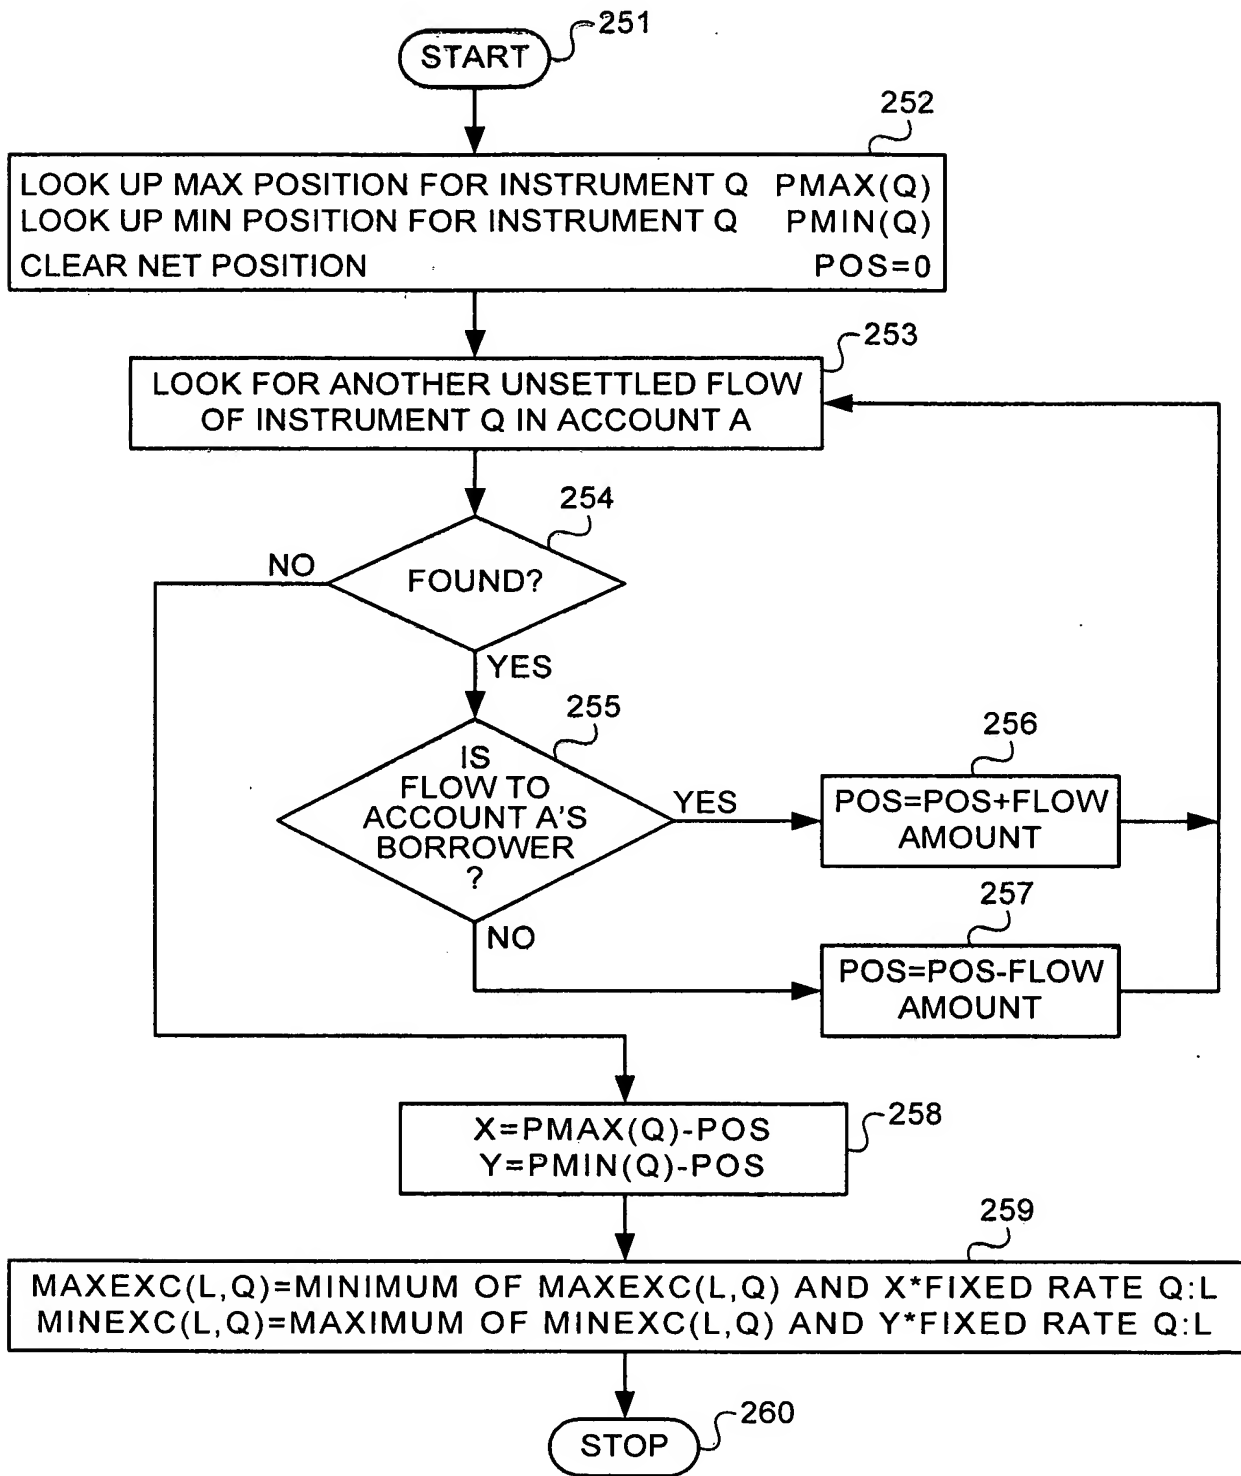 251
START
252
LOOK UP MAX POSITION FOR INSTRUMENT Q PMAX(Q)
LOOK UP MIN POSITION FOR INSTRUMENT Q PMIN(Q)
CLEAR NET POSITION POS=0
253
LOOK FOR ANOTHER UNSETTLED FLOW
OF INSTRUMENT Q IN ACCOUNT A
254
NO
FOUND?
YES
255
IS
FLOW TO
ACCOUNT A'S
BORROWER
?
YES
256
POS=POS+FLOW
AMOUNT
NO
257
POS=POS-FLOW
AMOUNT
258
X=PMAX(Q)-POS
Y=PMIN(Q)-POS
259
MAXEXC(L,Q)=MINIMUM OF MAXEXC(L,Q) AND X*FIXED RATE Q:L
MINEXC(L,Q)=MAXIMUM OF MINEXC(L,Q) AND Y*FIXED RATE Q:L
260
STOP